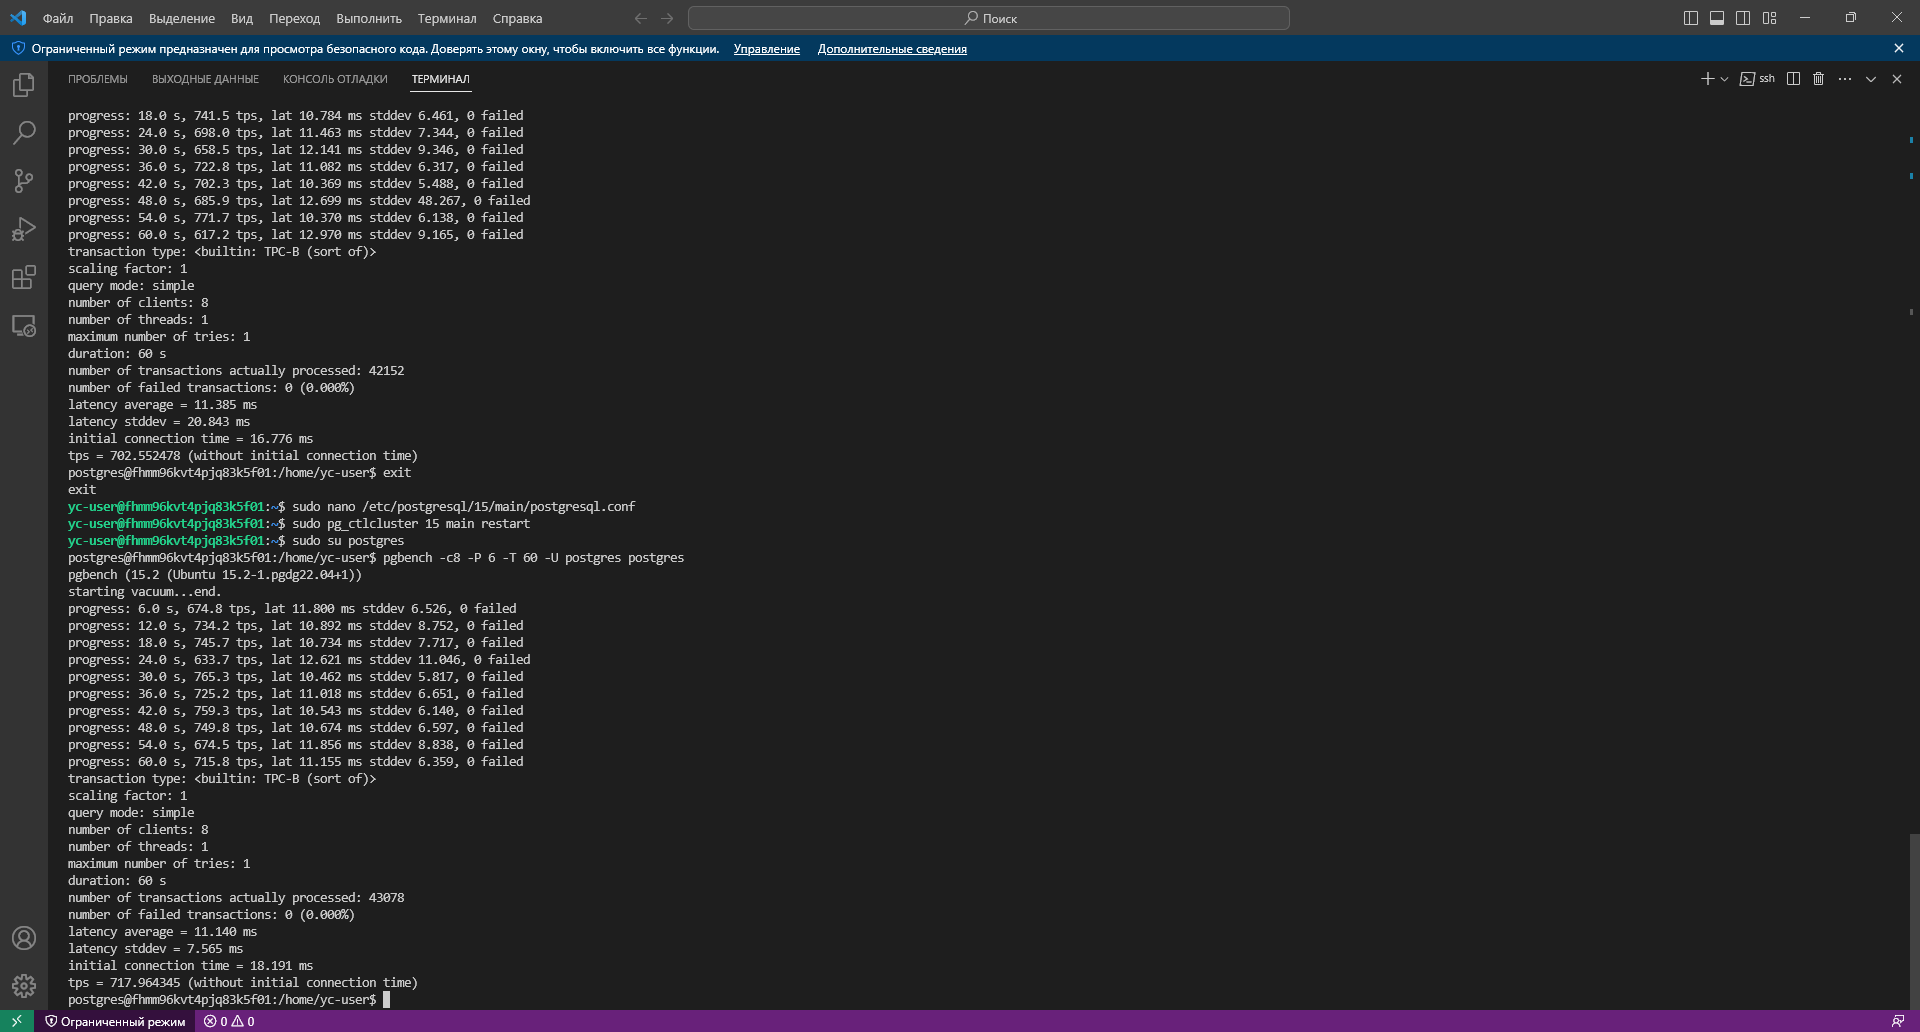 Файл Правка Выделение Вид Переход Выполнить Терминал Справка Поиск
Ограниченный режим предназначен для просмотра безопасного кода. Доверять этому окну, чтобы включить все функции. Управление Дополнительные сведения
ПРОБЛЕМЫ ВЫХОДНЫЕ ДАННЫЕ КОНСОЛЬ ОТЛАДКИ ТЕРМИНАЛ ssh
progress: 18.0 s, 741.5 tps, lat 10.784 ms stddev 6.461, 0 failed
progress: 24.0 s, 698.0 tps, lat 11.463 ms stddev 7.344, 0 failed
progress: 30.0 s, 658.5 tps, lat 12.141 ms stddev 9.346, 0 failed
progress: 36.0 s, 722.8 tps, lat 11.082 ms stddev 6.317, 0 failed
progress: 42.0 s, 702.3 tps, lat 10.369 ms stddev 5.488, 0 failed
progress: 48.0 s, 685.9 tps, lat 12.699 ms stddev 48.267, 0 failed
progress: 54.0 s, 771.7 tps, lat 10.370 ms stddev 6.138, 0 failed
progress: 60.0 s, 617.2 tps, lat 12.970 ms stddev 9.165, 0 failed
transaction type: <builtin: TPC-B (sort of)>
scaling factor: 1
query mode: simple
number of clients: 8
number of threads: 1
maximum number of tries: 1
duration: 60 s
number of transactions actually processed: 42152
number of failed transactions: 0 (0.000%)
latency average = 11.385 ms
latency stddev = 20.843 ms
initial connection time = 16.776 ms
tps = 702.552478 (without initial connection time)
postgres@fhmm96kvt4pjq83k5f01:/home/yc-user$ exit
exit
yc-user@fhmm96kvt4pjq83k5f01:~$ sudo nano /etc/postgresql/15/main/postgresql.conf
yc-user@fhmm96kvt4pjq83k5f01:~$ sudo pg_ctlcluster 15 main restart
yc-user@fhmm96kvt4pjq83k5f01:~$ sudo su postgres
postgres@fhmm96kvt4pjq83k5f01:/home/yc-user$ pgbench -c8 -P 6 -T 60 -U postgres postgres
pgbench (15.2 (Ubuntu 15.2-1.pgdg22.04+1))
starting vacuum...end.
progress: 6.0 s, 674.8 tps, lat 11.800 ms stddev 6.526, 0 failed
progress: 12.0 s, 734.2 tps, lat 10.892 ms stddev 8.752, 0 failed
progress: 18.0 s, 745.7 tps, lat 10.734 ms stddev 7.717, 0 failed
progress: 24.0 s, 633.7 tps, lat 12.621 ms stddev 11.046, 0 failed
progress: 30.0 s, 765.3 tps, lat 10.462 ms stddev 5.817, 0 failed
progress: 36.0 s, 725.2 tps, lat 11.018 ms stddev 6.651, 0 failed
progress: 42.0 s, 759.3 tps, lat 10.543 ms stddev 6.140, 0 failed
progress: 48.0 s, 749.8 tps, lat 10.674 ms stddev 6.597, 0 failed
progress: 54.0 s, 674.5 tps, lat 11.856 ms stddev 8.838, 0 failed
progress: 60.0 s, 715.8 tps, lat 11.155 ms stddev 6.359, 0 failed
transaction type: <builtin: TPC-B (sort of)>
scaling factor: 1
query mode: simple
number of clients: 8
number of threads: 1
maximum number of tries: 1
duration: 60 s
number of transactions actually processed: 43078
number of failed transactions: 0 (0.000%)
latency average = 11.140 ms
latency stddev = 7.565 ms
initial connection time = 18.191 ms
tps = 717.964345 (without initial connection time)
postgres@fhmm96kvt4pjq83k5f01:/home/yc-user$
Ограниченный режим 0 0